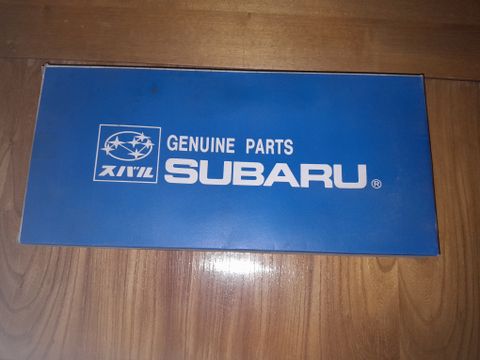 GENUINE PARTS
スバル SUBARU ®